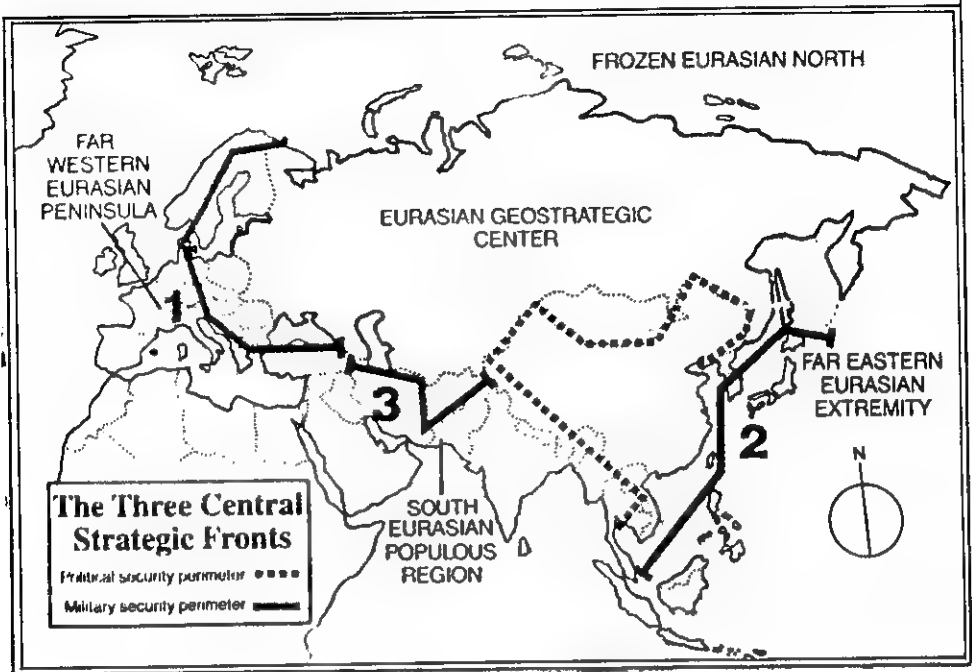 FROZEN EURASIAN NORTH
FAR
WESTERN
EURASIAN
PENINSULA
EURASIAN GEOSTRATEGIC
CENTER
1
3
FAR EASTERN
EURASIAN
EXTREMITY
2
N
SOUTH
EURASIAN
POPULOUS
REGION
The Three Central
Strategic Fronts
Political security perimeter
Military security perimeter